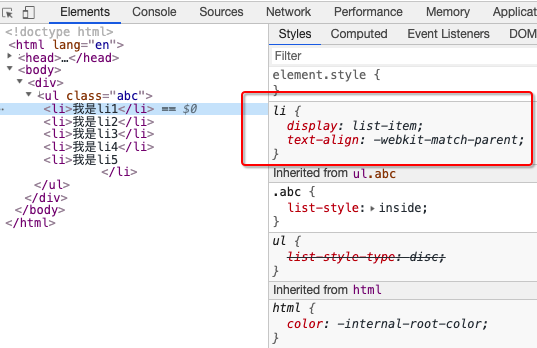 Elements Console Sources Network Performance Memory Applicati
<!doctype html>
<html lang="en">
<head>…</head>
<body>
<div>
<ul class="abc">
<li>我是li1</li> == $0
<li>我是li2</li>
<li>我是li3</li>
<li>我是li4</li>
<li>我是li5
</li>
</ul>
</div>
</body>
</html>
Styles Computed Event Listeners DOM
Filter
element.style {
}
li {
display: list-item;
text-align: -webkit-match-parent;
}
Inherited from ul.abc
.abc {
list-style: inside;
}
ul {
list-style-type: disc;
}
Inherited from html
html {
color: -internal-root-color;
}